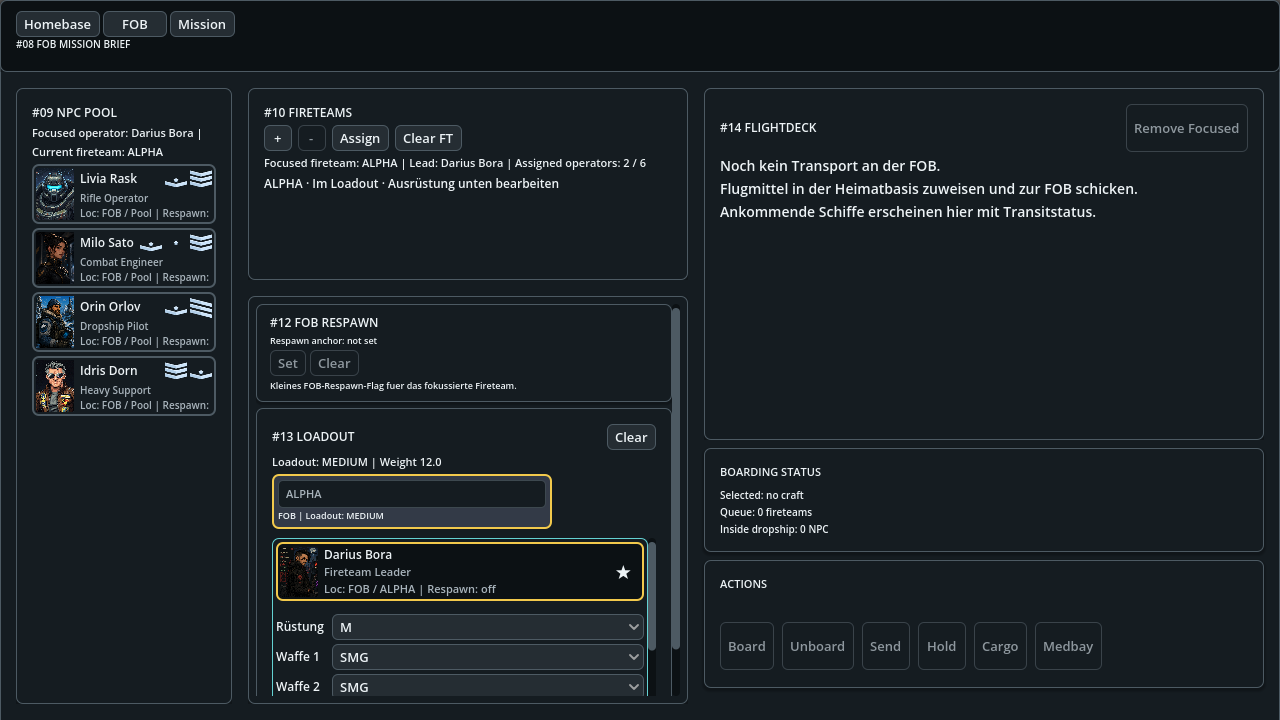 Homebase FOB Mission
#08 FOB MISSION BRIEF
#09 NPC POOL
Focused operator: Darius Bora |
Current fireteam: ALPHA
Livia Rask
Rifle Operator
Loc: FOB / Pool | Respawn:
Milo Sato
Combat Engineer
Loc: FOB / Pool | Respawn:
Orin Orlov
Dropship Pilot
Loc: FOB / Pool | Respawn:
Idris Dorn
Heavy Support
Loc: FOB / Pool | Respawn:
#10 FIRETEAMS
+ - Assign Clear FT
Focused fireteam: ALPHA | Lead: Darius Bora | Assigned operators: 2 / 6
ALPHA · Im Loadout · Ausrüstung unten bearbeiten
#12 FOB RESPAWN
Respawn anchor: not set
Set Clear
Kleines FOB-Respawn-Flag fuer das fokussierte Fireteam.
#13 LOADOUT Clear
Loadout: MEDIUM | Weight 12.0
ALPHA
FOB | Loadout: MEDIUM
Darius Bora
Fireteam Leader
Loc: FOB / ALPHA | Respawn: off
Rüstung M
Waffe 1 SMG
Waffe 2 SMG
#14 FLIGHTDECK Remove Focused
Noch kein Transport an der FOB.
Flugmittel in der Heimatbasis zuweisen und zur FOB schicken.
Ankommende Schiffe erscheinen hier mit Transitstatus.
BOARDING STATUS
Selected: no craft
Queue: 0 fireteams
Inside dropship: 0 NPC
ACTIONS
Board Unboard Send Hold Cargo Medbay